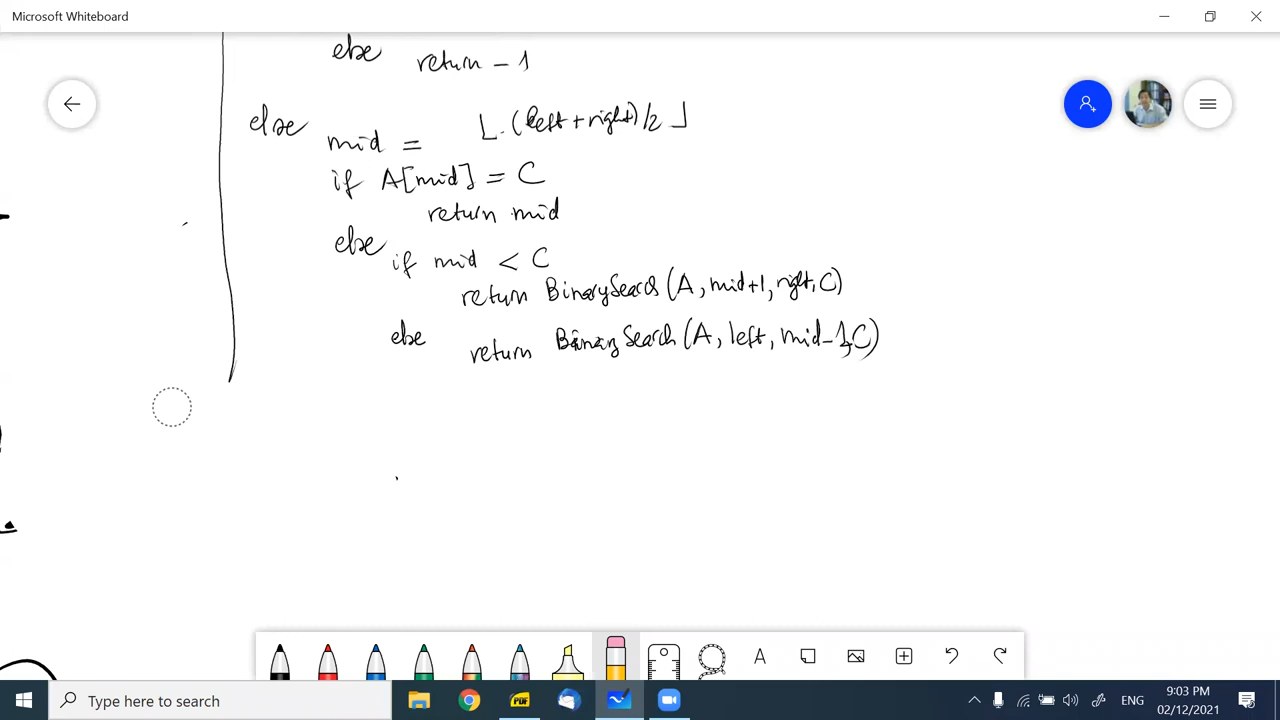 Microsoft Whiteboard
else return - 1
else mid = ⌊(left + right)/2⌋
if A[mid] = C
return mid
else if mid < C
return BinarySearch(A, mid+1, right, C)
else return BinarySearch(A, left, mid-1, C)
A
Type here to search
PDF
ENG
9:03 PM
02/12/2021